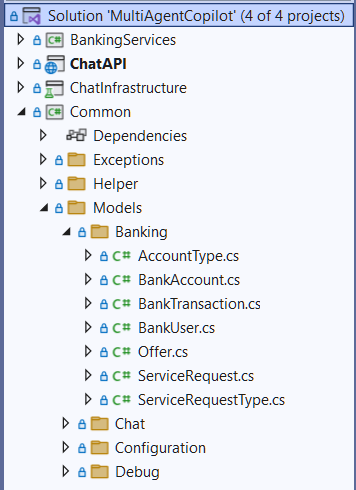 Solution 'MultiAgentCopilot' (4 of 4 projects)
C# BankingServices
ChatAPI
ChatInfrastructure
C# Common
Dependencies
Exceptions
Helper
Models
Banking
C# AccountType.cs
C# BankAccount.cs
C# BankTransaction.cs
C# BankUser.cs
C# Offer.cs
C# ServiceRequest.cs
C# ServiceRequestType.cs
Chat
Configuration
Debug